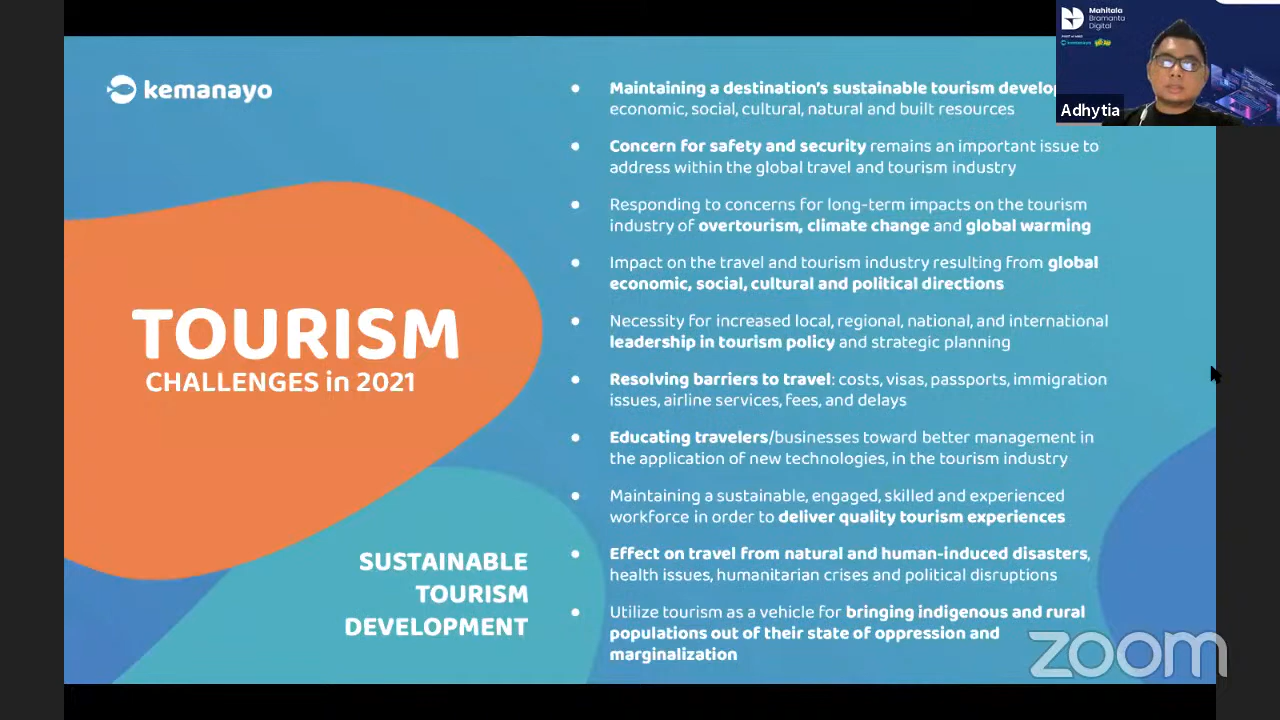 kemanayo
TOURISM
CHALLENGES in 2021
SUSTAINABLE
TOURISM
DEVELOPMENT
● Maintaining a destination's sustainable tourism
economic, social, cultural, natural and built resources
● Concern for safety and security remains an important issue to
address within the global travel and tourism industry
● Responding to concerns for long-term impacts on the tourism
industry of overtourism, climate change and global warming
● Impact on the travel and tourism industry resulting from global
economic, social, cultural and political directions
● Necessity for increased local, regional, national, and international
leadership in tourism policy and strategic planning
● Resolving barriers to travel: costs, visas, passports, immigration
issues, airline services, fees, and delays
● Educating travelers/businesses toward better management in
the application of new technologies, in the tourism industry
● Maintaining a sustainable, engaged, skilled and experienced
workforce in order to deliver quality tourism experiences
● Effect on travel from natural and human-induced disasters,
health issues, humanitarian crises and political disruptions
● Utilize tourism as a vehicle for bringing indigenous and rural
populations out of their state of oppression and
marginalization
Mahitala
Bramanta
Digital
kemanayo
Adhytia
zoom